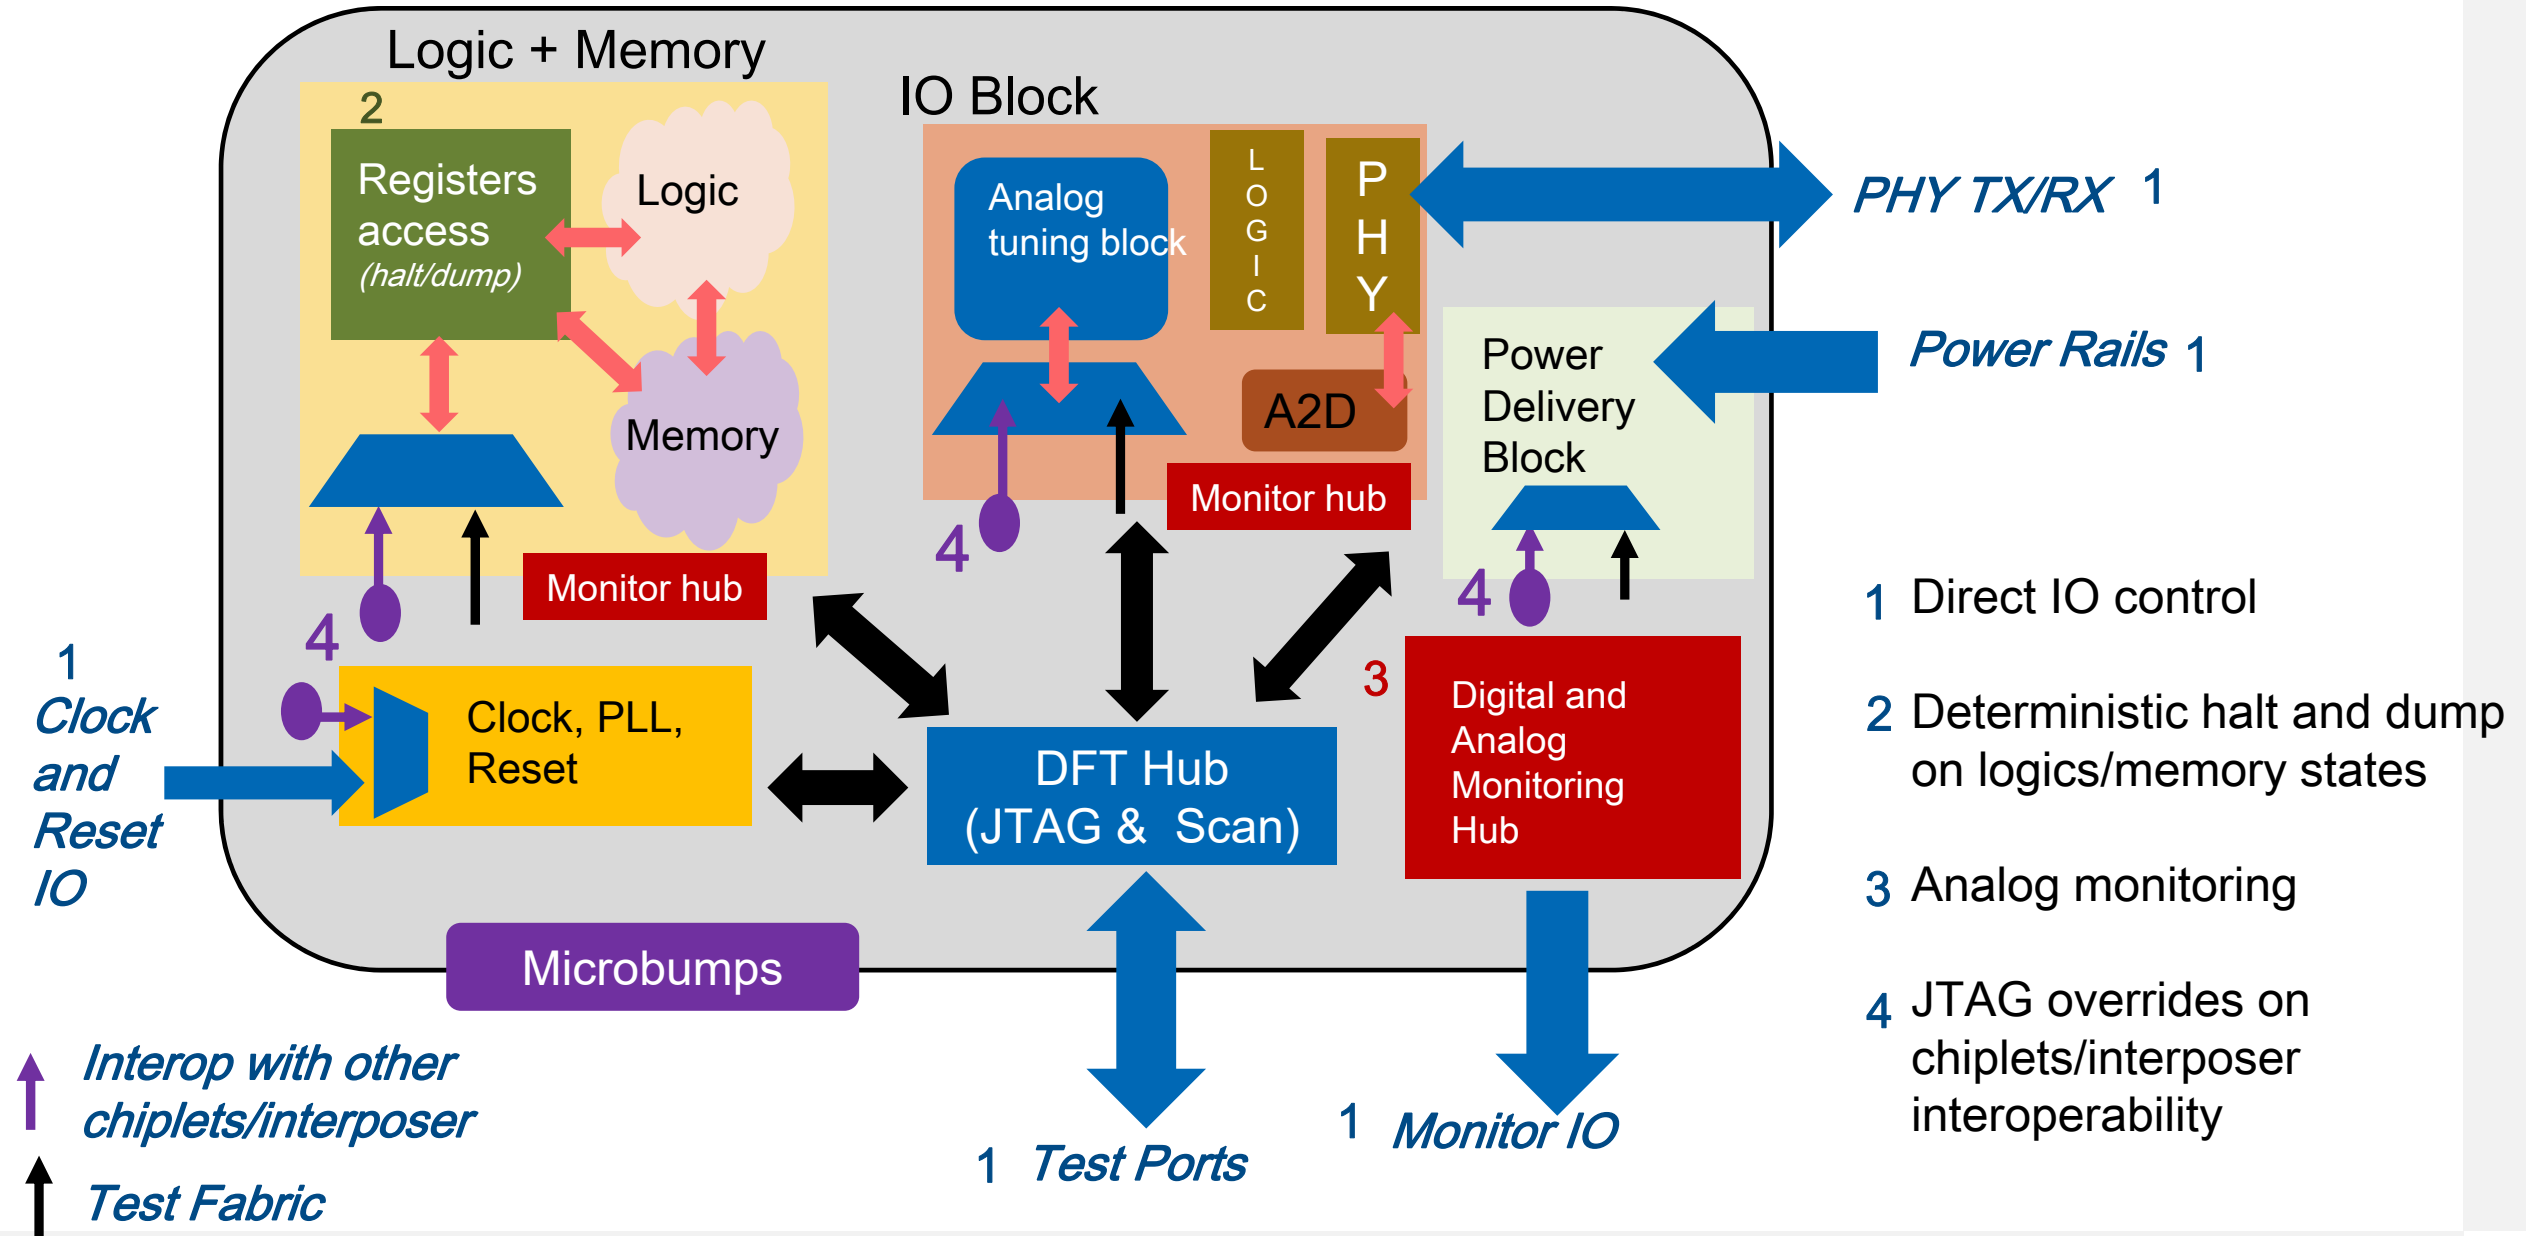 Logic + Memory
2
Registers
access
(halt/dump)
Logic
Memory
Monitor hub
4
IO Block
Analog
tuning block
L
O
G
I
C
P
H
Y
A2D
Monitor hub
4
PHY TX/RX 1
Power
Delivery
Block
4
Power Rails 1
1
Clock
and
Reset
IO
Clock, PLL,
Reset
DFT Hub
(JTAG & Scan)
3
Digital and
Analog
Monitoring
Hub
Microbumps
Interop with other
chiplets/interposer
Test Fabric
1 Test Ports
1 Monitor IO
1 Direct IO control
2 Deterministic halt and dump
on logics/memory states
3 Analog monitoring
4 JTAG overrides on
chiplets/interposer
interoperability